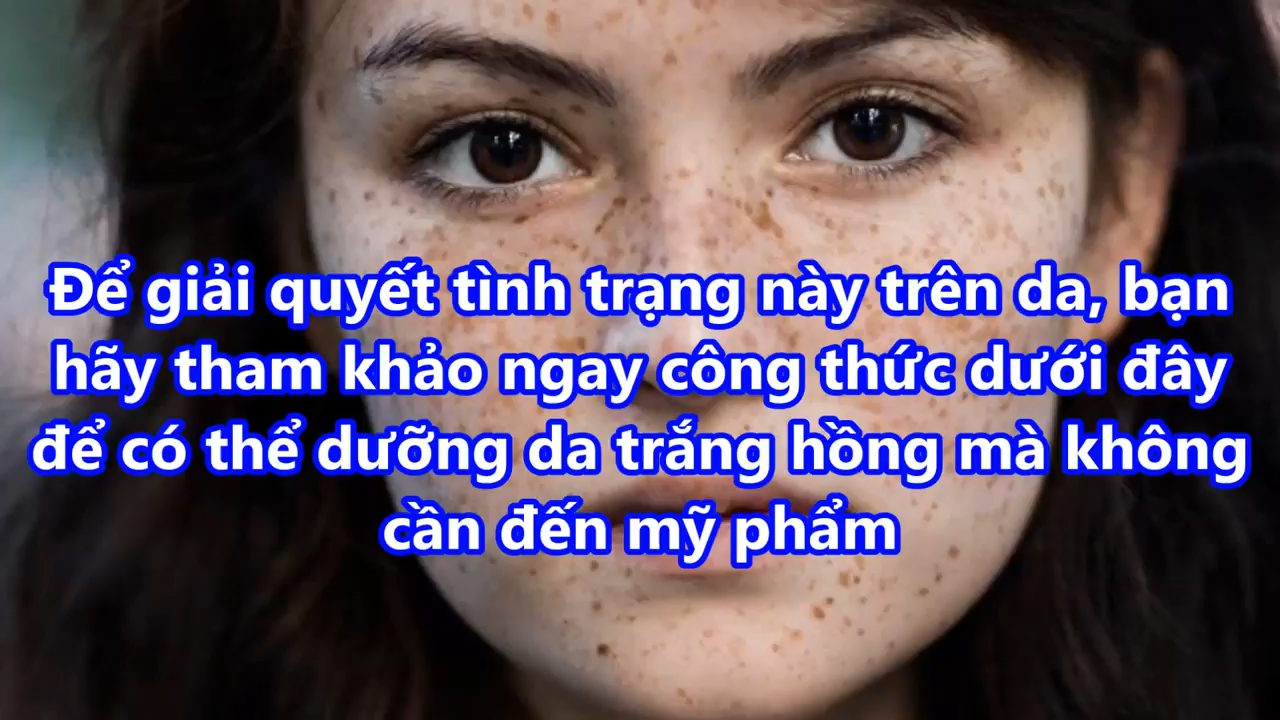 Để giải quyết tình trạng này trên da, bạn
hãy tham khảo ngay công thức dưới đây
để có thể dưỡng da trắng hồng mà không
cần đến mỹ phẩm